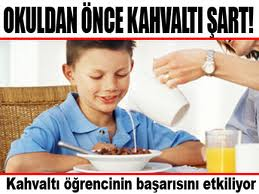 OKULDAN ÖNCE KAHVALTI ŞART!
Kahvaltı öğrencinin başarısını etkiliyor